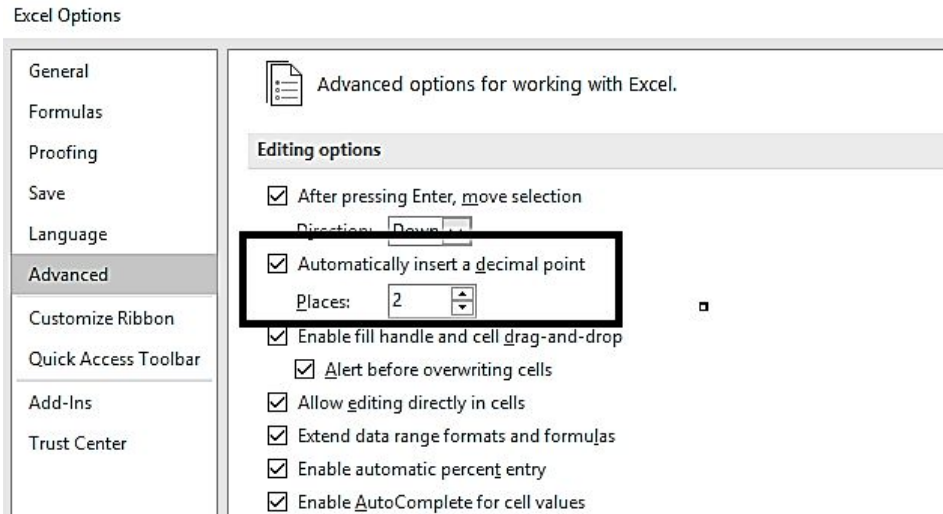 Excel Options
General
Formulas
Proofing
Save
Language
Advanced
Customize Ribbon
Quick Access Toolbar
Add-Ins
Trust Center
Advanced options for working with Excel.
Editing options
After pressing Enter, move selection
Direction: Down
Automatically insert a decimal point
Places: 2
Enable fill handle and cell drag-and-drop
Alert before overwriting cells
Allow editing directly in cells
Extend data range formats and formulas
Enable automatic percent entry
Enable AutoComplete for cell values